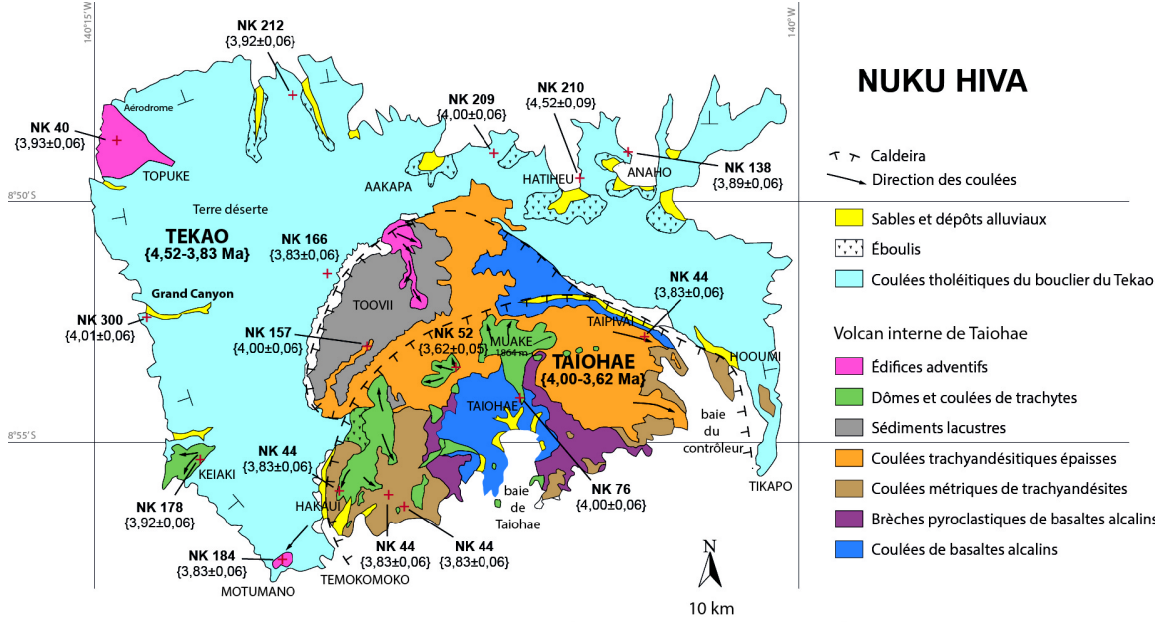 140°15'W
140°W
NUKU HIVA
NK 212
{3,92±0,06}
Aérodrome
NK 40
{3,93±0,06}
TOPUKE
NK 209
{4,00±0,06}
NK 210
{4,52±0,09}
NK 138
{3,89±0,06}
AAKAPA
HATIHEU
ANAHO
8°50'S
Terre déserte
TEKAO
{4,52-3,83 Ma}
NK 166
{3,83±0,06}
Grand Canyon
NK 300
{4,01±0,06}
TOOVII
NK 157
{4,00±0,06}
NK 52
{3,62±0,05}
MUAKE
1864 m
NK 44
{3,83±0,06}
TAIPIVAI
TAIOHAE
{4,00-3,62 Ma}
HOOUMI
TAIOHAE
8°55'S
baie
du
contrôleur
TIKAPO
NK 44
{3,83±0,06}
KEIAKI
NK 178
{3,92±0,06}
HAKAUI
baie
de
Taiohae
NK 76
{4,00±0,06}
NK 44
{3,83±0,06}
NK 44
{3,83±0,06}
NK 184
{3,83±0,06}
MOTUMANO
TEMOKOMOKO
N
10 km
Caldeira
Direction des coulées
Sables et dépôts alluviaux
Éboulis
Coulées tholéitiques du bouclier du Tekao
Volcan interne de Taiohae
Édifices adventifs
Dômes et coulées de trachytes
Sédiments lacustres
Coulées trachyandésitiques épaisses
Coulées métriques de trachyandésites
Brèches pyroclastiques de basaltes alcalins
Coulées de basaltes alcalins